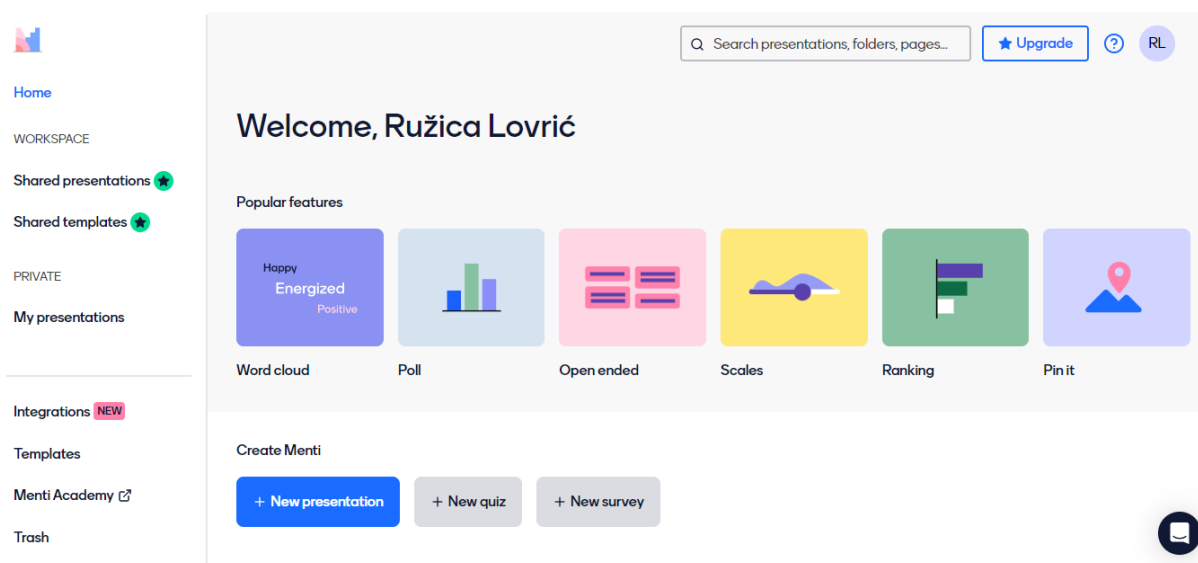 Search presentations, folders, pages...
Upgrade
RL
Home
WORKSPACE
Shared presentations
Shared templates
PRIVATE
My presentations
Integrations NEW
Templates
Menti Academy
Trash
Welcome, Ružica Lovrić
Popular features
Happy
Energized
Positive
Word cloud
Poll
Open ended
Scales
Ranking
Pin it
Create Menti
+ New presentation
+ New quiz
+ New survey